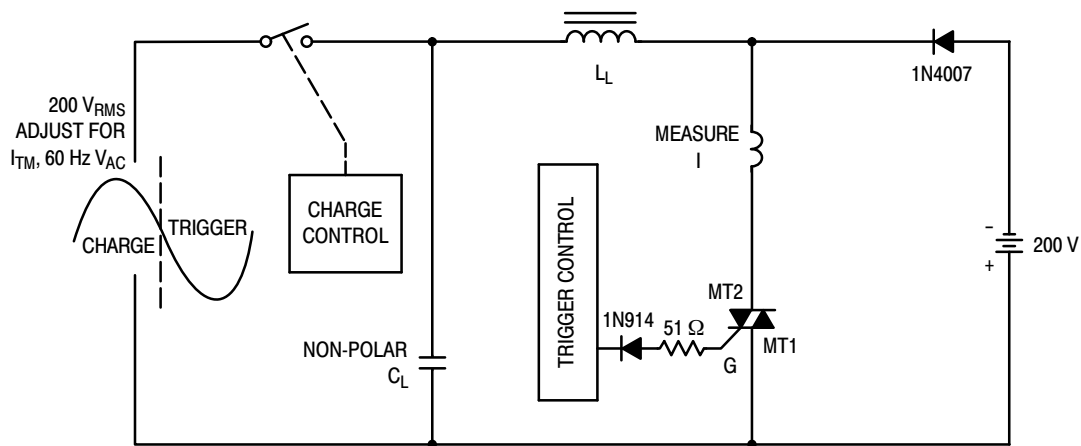 200 VRMS
ADJUST FOR
ITM, 60 Hz VAC
CHARGE
TRIGGER
CHARGE
CONTROL
NON-POLAR
CL
LL
MEASURE
I
TRIGGER CONTROL
1N914
51 Ω
G
MT2
MT1
1N4007
-
+
200 V